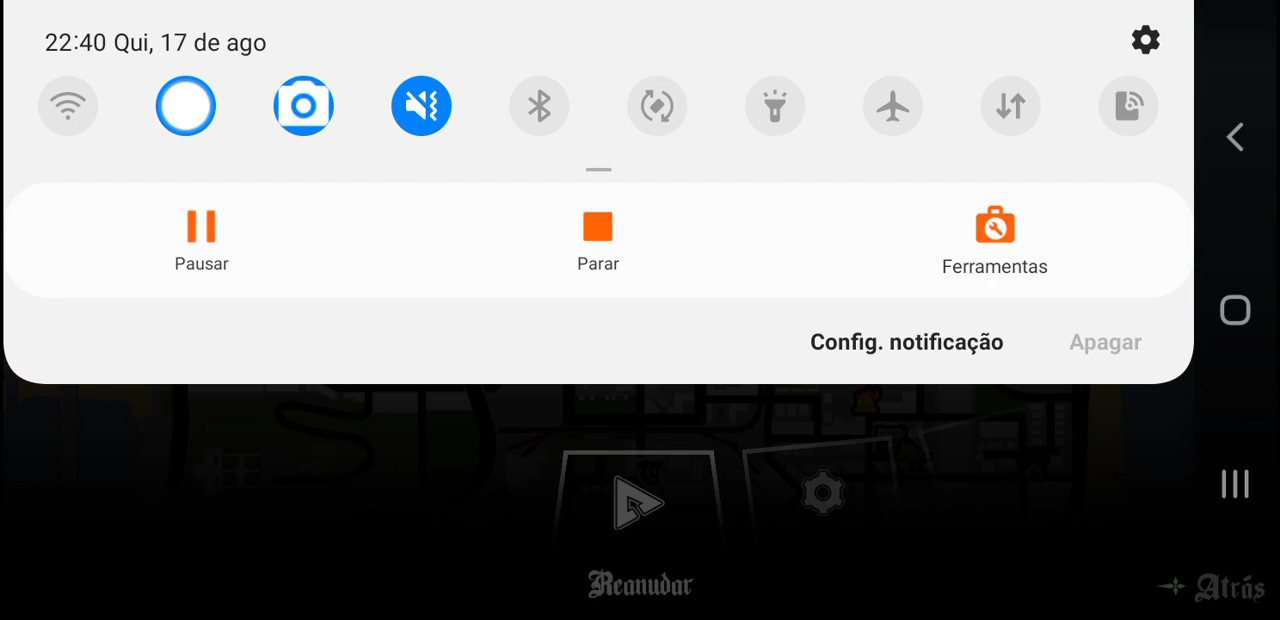 22:40 Qui, 17 de ago
Pausar
Parar
Ferramentas
Config. notificação
Apagar
Reanudar
Atrás